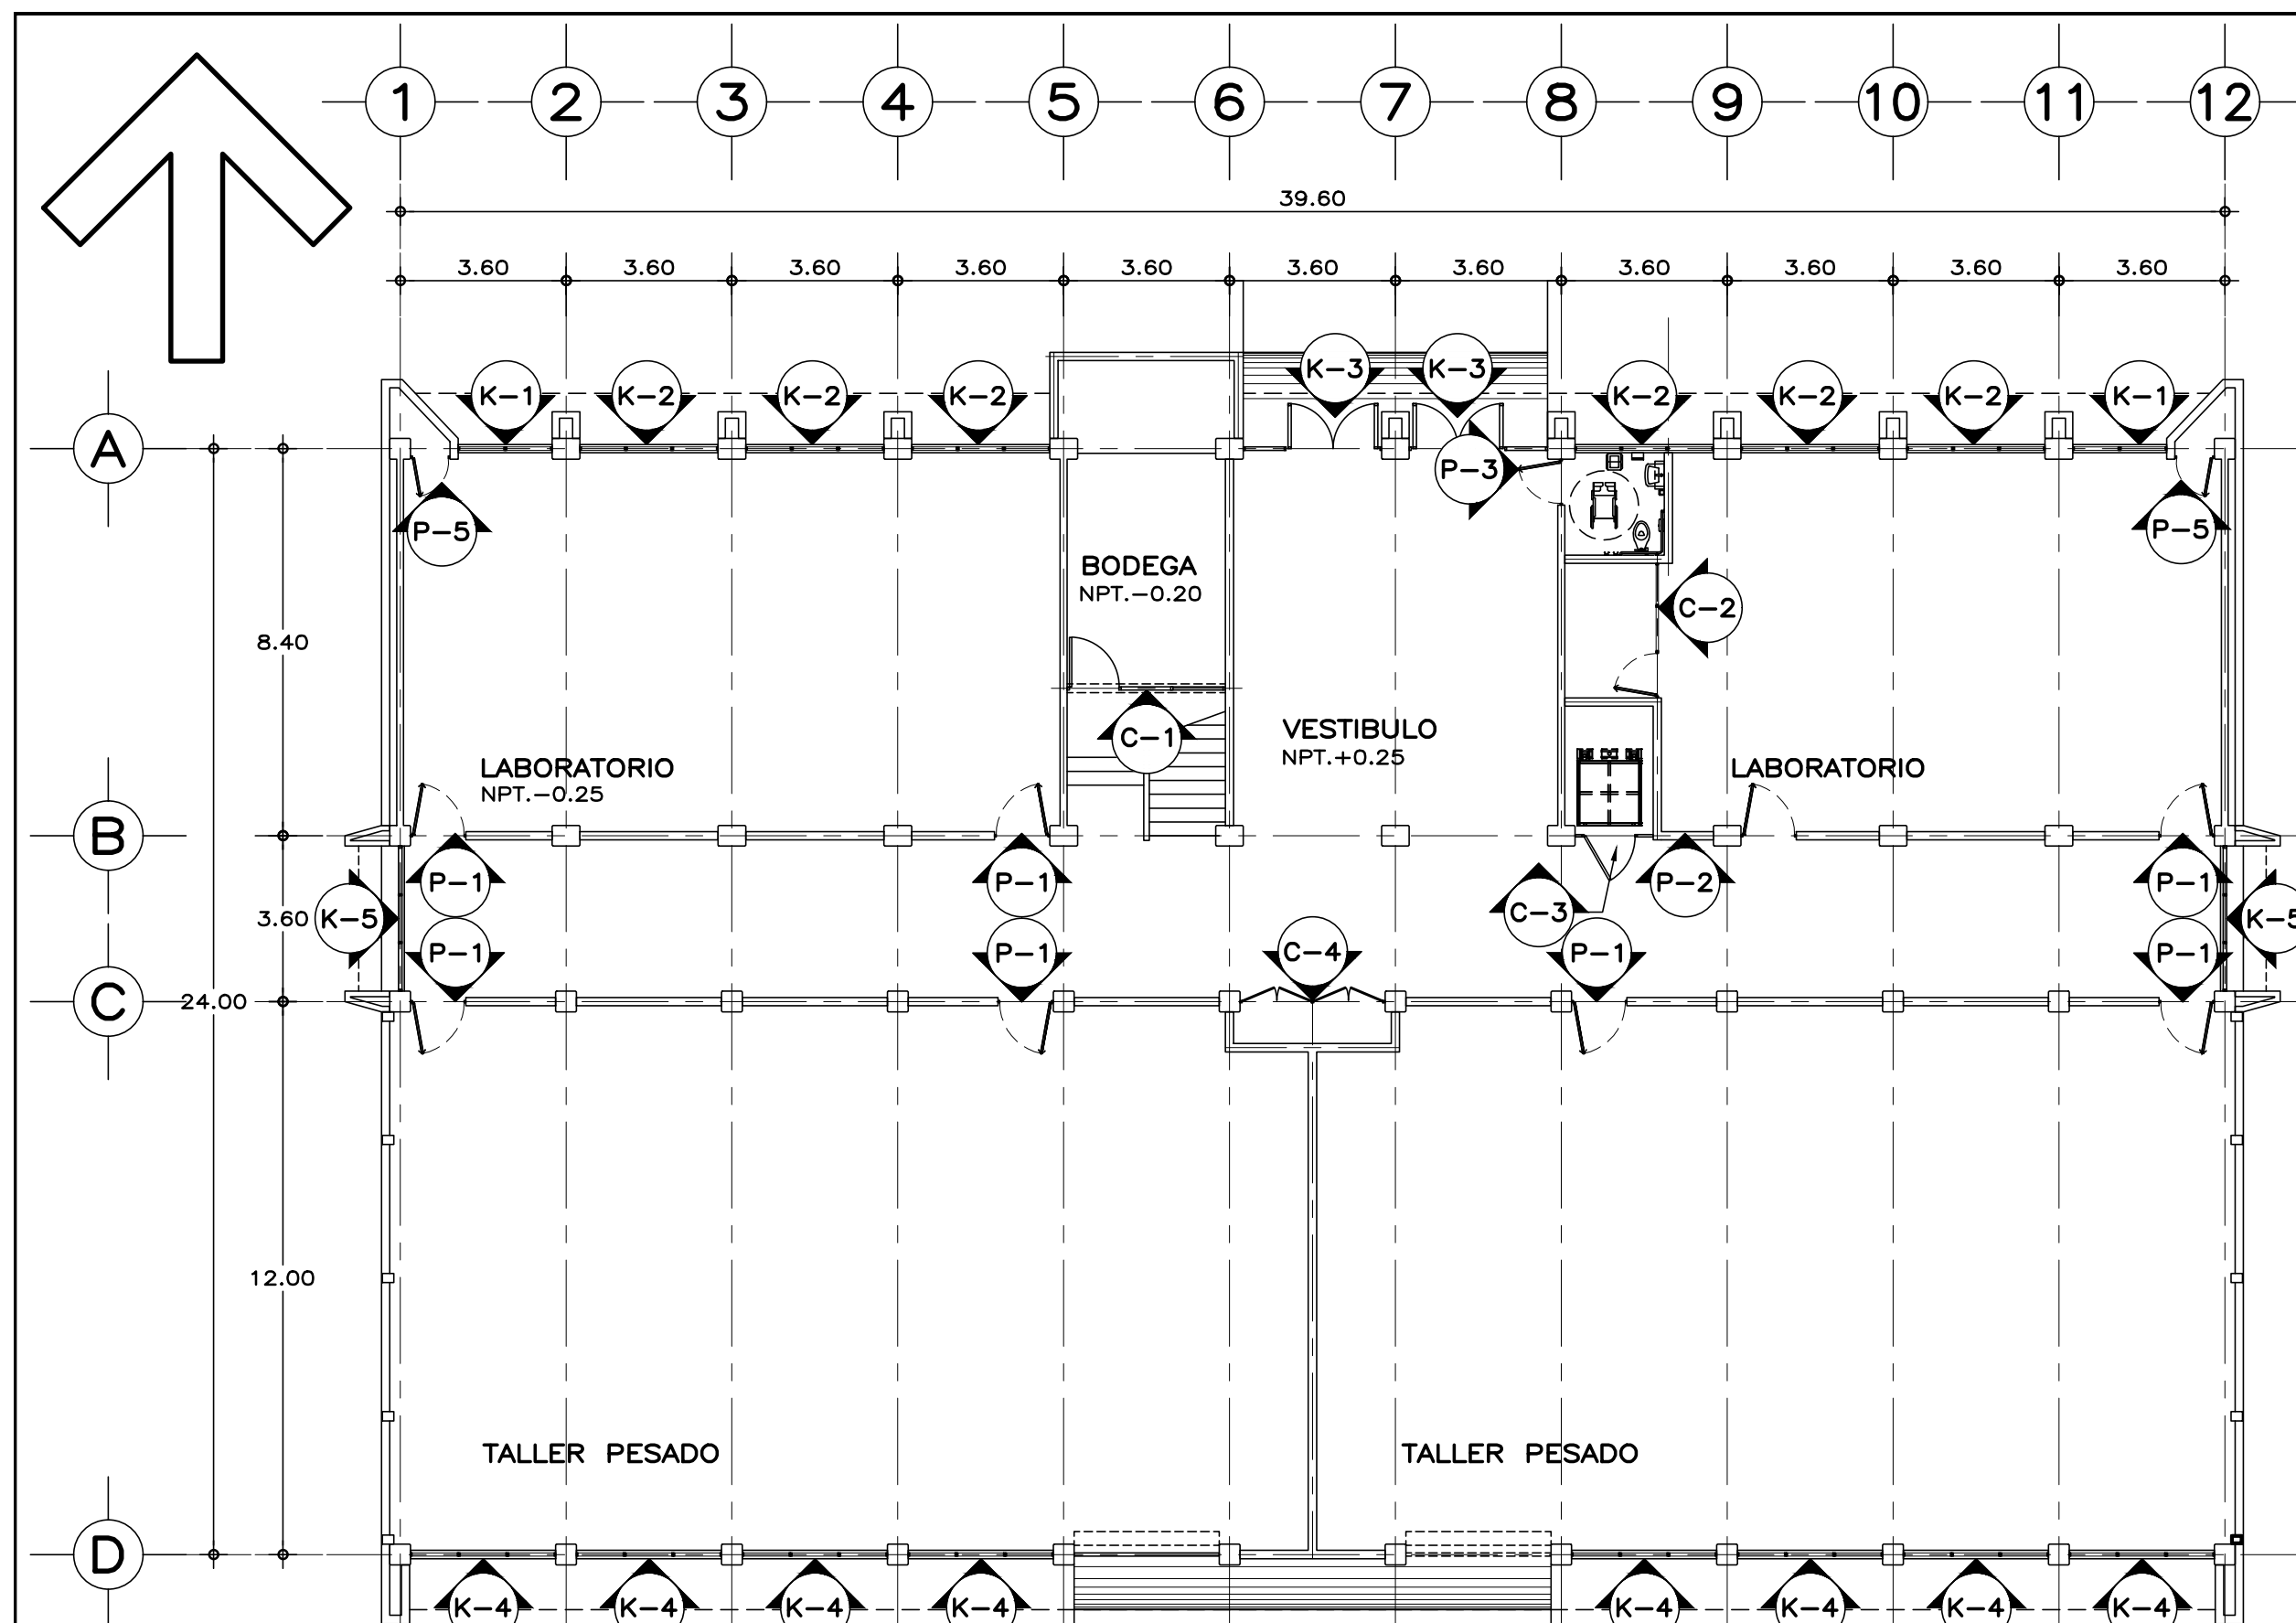 1 2 3 4 5 6 7 8 9 10 11 12
39.60
3.60 3.60 3.60 3.60 3.60 3.60 3.60 3.60 3.60 3.60 3.60
K-3 K-3
K-1 K-2 K-2 K-2 K-2 K-2 K-2 K-1
A
P-3
P-5 P-5
BODEGA
NPT.-0.20
C-2
8.40
VESTIBULO
NPT.+0.25
C-1
LABORATORIO
NPT.-0.25
LABORATORIO
B
P-1 P-1 P-2 P-1
C-3
3.60
K-5 K-5
P-1 P-1 C-4 P-1 P-1
C
24.00
12.00
TALLER PESADO TALLER PESADO
D
K-4 K-4 K-4 K-4 K-4 K-4 K-4 K-4